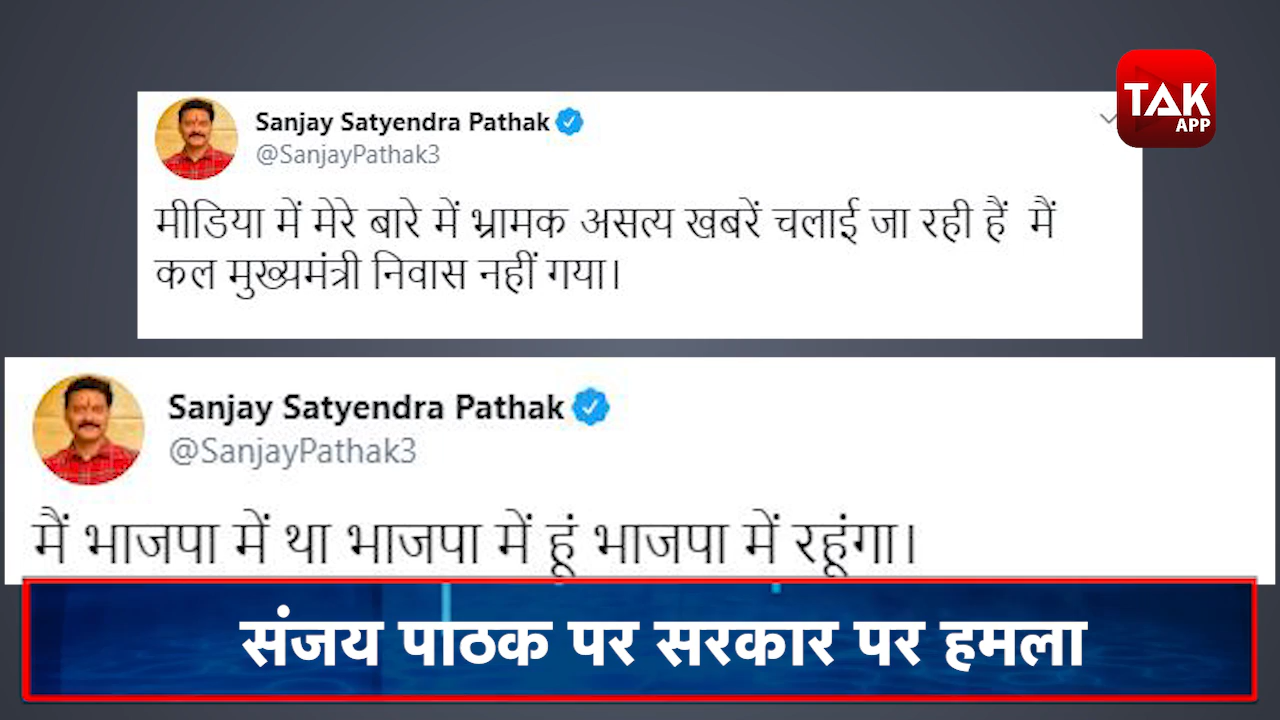 TAK
APP
Sanjay Satyendra Pathak
@SanjayPathak3
मीडिया में मेरे बारे में भ्रामक असत्य खबरें चलाई जा रही हैं मैं
कल मुख्यमंत्री निवास नहीं गया।
Sanjay Satyendra Pathak
@SanjayPathak3
मैं भाजपा में था भाजपा में हूं भाजपा में रहूंगा।
संजय पाठक पर सरकार पर हमला